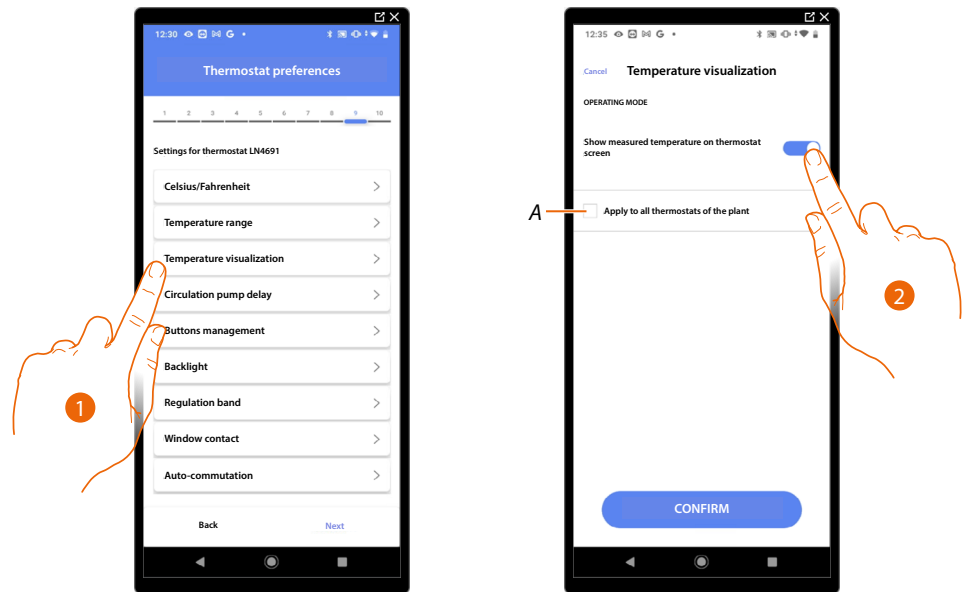 12:30 G
Thermostat preferences
1 2 3 4 5 6 7 8 9 10
Settings for thermostat LN4691
Celsius/Fahrenheit
Temperature range
Temperature visualization
Circulation pump delay
Buttons management
Backlight
Regulation band
Window contact
Auto-commutation
Back Next
1
12:35 G
Cancel Temperature visualization
OPERATING MODE
Show measured temperature on thermostat
screen
A
Apply to all thermostats of the plant
2
CONFIRM